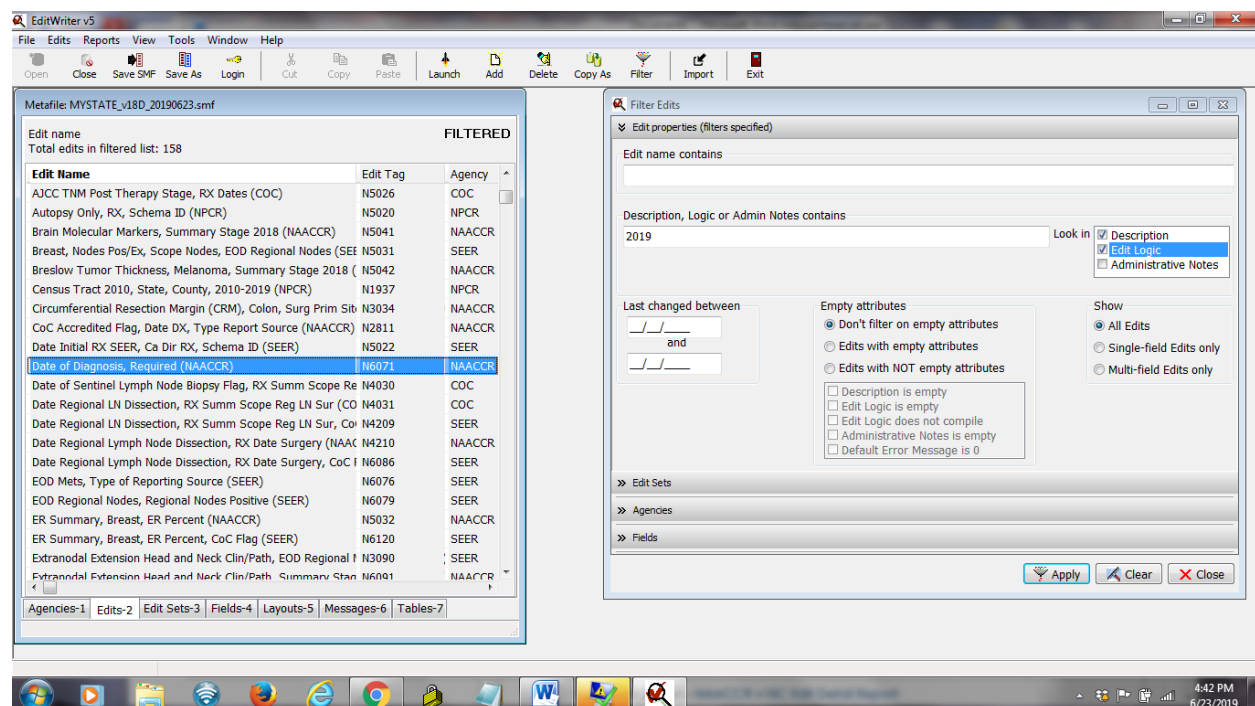 EditWriter v5
File Edits Reports View Tools Window Help
Open Close Save SMF Save As Login Cut Copy Paste Launch Add Delete Copy As Filter Import Exit
Metafile: MYSTATE_v18D_20190623.smf
Edit name FILTERED
Total edits in filtered list: 158
Edit Name Edit Tag Agency
AJCC TNM Post Therapy Stage, RX Dates (COC) N5026 COC
Autopsy Only, RX, Schema ID (NPCR) N5020 NPCR
Brain Molecular Markers, Summary Stage 2018 (NAACCR) N5041 NAACCR
Breast, Nodes Pos/Ex, Scope Nodes, EOD Regional Nodes (SEE N5031 SEER
Breslow Tumor Thickness, Melanoma, Summary Stage 2018 ( N5042 NAACCR
Census Tract 2010, State, County, 2010-2019 (NPCR) N1937 NPCR
Circumferential Resection Margin (CRM), Colon, Surg Prim Sit N3034 NAACCR
CoC Accredited Flag, Date DX, Type Report Source (NAACCR) N2811 NAACCR
Date Initial RX SEER, Ca Dir RX, Schema ID (SEER) N5022 SEER
Date of Diagnosis, Required (NAACCR) N6071 NAACCR
Date of Sentinel Lymph Node Biopsy Flag, RX Summ Scope Re N4030 COC
Date Regional LN Dissection, RX Summ Scope Reg LN Sur (CO N4031 COC
Date Regional LN Dissection, RX Summ Scope Reg LN Sur, Co N4209 SEER
Date Regional Lymph Node Dissection, RX Date Surgery (NAAC N4210 NAACCR
Date Regional Lymph Node Dissection, RX Date Surgery, CoC F N6086 SEER
EOD Mets, Type of Reporting Source (SEER) N6076 SEER
EOD Regional Nodes, Regional Nodes Positive (SEER) N6079 SEER
ER Summary, Breast, ER Percent (NAACCR) N5032 NAACCR
ER Summary, Breast, ER Percent, CoC Flag (SEER) N6120 SEER
Extranodal Extension Head and Neck Clin/Path, EOD Regional N3090 SEER
Extranodal Extension Head and Neck Clin/Path, Summary Stag N6091 NAACCR
Agencies-1 Edits-2 Edit Sets-3 Fields-4 Layouts-5 Messages-6 Tables-7
Filter Edits
Edit properties (filters specified)
Edit name contains
Description, Logic or Admin Notes contains
2019
Look in Description
Edit Logic
Administrative Notes
Last changed between
__/__/____
and
__/__/____
Empty attributes
Don't filter on empty attributes
Edits with empty attributes
Edits with NOT empty attributes
Description is empty
Edit Logic is empty
Edit Logic does not compile
Administrative Notes is empty
Default Error Message is 0
Show
All Edits
Single-field Edits only
Multi-field Edits only
Edit Sets
Agencies
Fields
Apply Clear Close
4:42 PM
6/23/2019